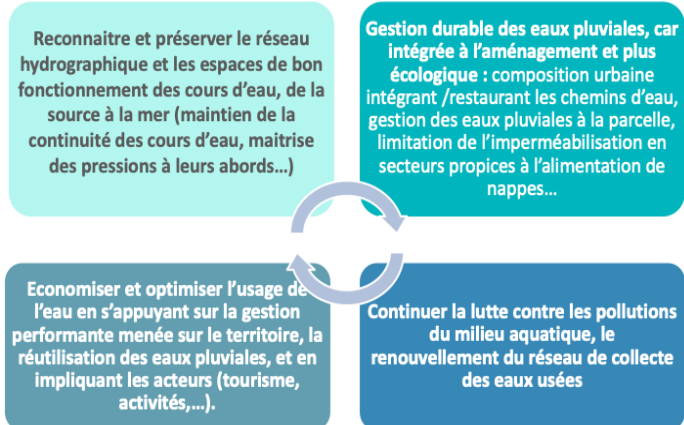 Reconnaitre et préserver le réseau
hydrographique et les espaces de bon
fonctionnement des cours d’eau, de la
source à la mer (maintien de la
continuité des cours d’eau, maitrise
des pressions à leurs abords…)
Gestion durable des eaux pluviales, car
intégrée à l’aménagement et plus
écologique : composition urbaine
intégrant /restaurant les chemins d’eau,
gestion des eaux pluviales à la parcelle,
limitation de l’imperméabilisation en
secteurs propices à l’alimentation de
nappes…
Economiser et optimiser l’usage de
l’eau en s’appuyant sur la gestion
performante menée sur le territoire, la
réutilisation des eaux pluviales, et en
impliquant les acteurs (tourisme,
activités,…).
Continuer la lutte contre les pollutions
du milieu aquatique, le
renouvellement du réseau de collecte
des eaux usées